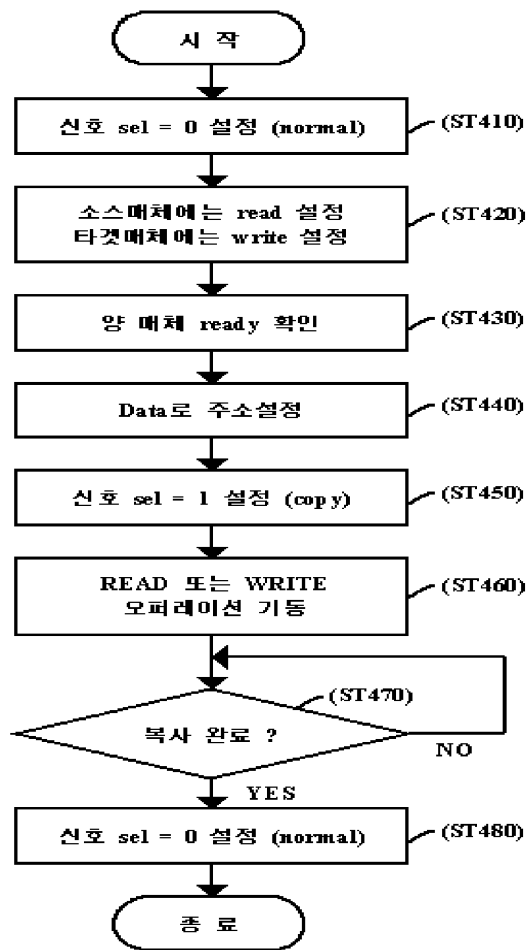 시 작
신호 sel = 0 설정 (normal)
(ST410)
소스매체에는 read 설정
타겟매체에는 write 설정
(ST420)
양 매체 ready 확인
(ST430)
Data로 주소설정
(ST440)
신호 sel = 1 설정 (copy)
(ST450)
READ 또는 WRITE
오퍼레이션 기동
(ST460)
(ST470)
복사 완료 ?
NO
YES
신호 sel = 0 설정 (normal)
(ST480)
종 료